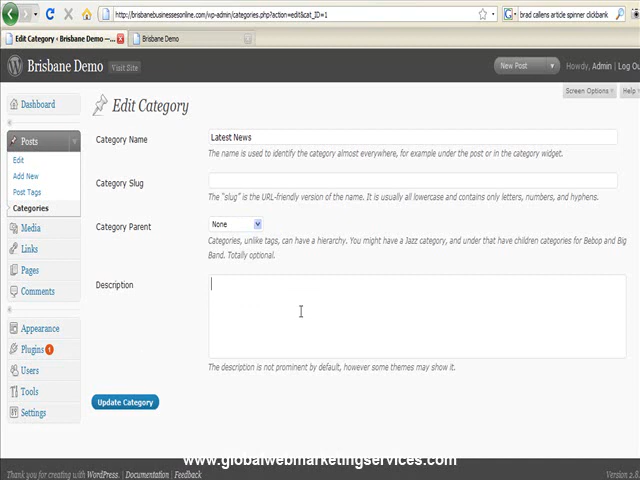 http://brisbanebusinessesonline.com/wp-admin/categories.php?action=edit&cat_ID=1
brad callens article spinner clickbank
Edit Category ‹ Brisbane Demo —...
Brisbane Demo
Brisbane Demo
Visit Site
New Post
Howdy, Admin | Log Ou
Screen Options
Help
Dashboard
Posts
Edit
Add New
Post Tags
Categories
Media
Links
Pages
Comments
Appearance
Plugins 1
Users
Tools
Settings
Edit Category
Category Name
Latest News
The name is used to identify the category almost everywhere, for example under the post or in the category widget.
Category Slug
The "slug" is the URL-friendly version of the name. It is usually all lowercase and contains only letters, numbers, and hyphens.
Category Parent
None
Categories, unlike tags, can have a hierarchy. You might have a Jazz category, and under that have children categories for Bebop and Big
Band. Totally optional.
Description
The description is not prominent by default, however some themes may show it.
Update Category
www.globalwebmarketingservices.com
Thank you for creating with WordPress. | Documentation | Feedback
Version 2.8